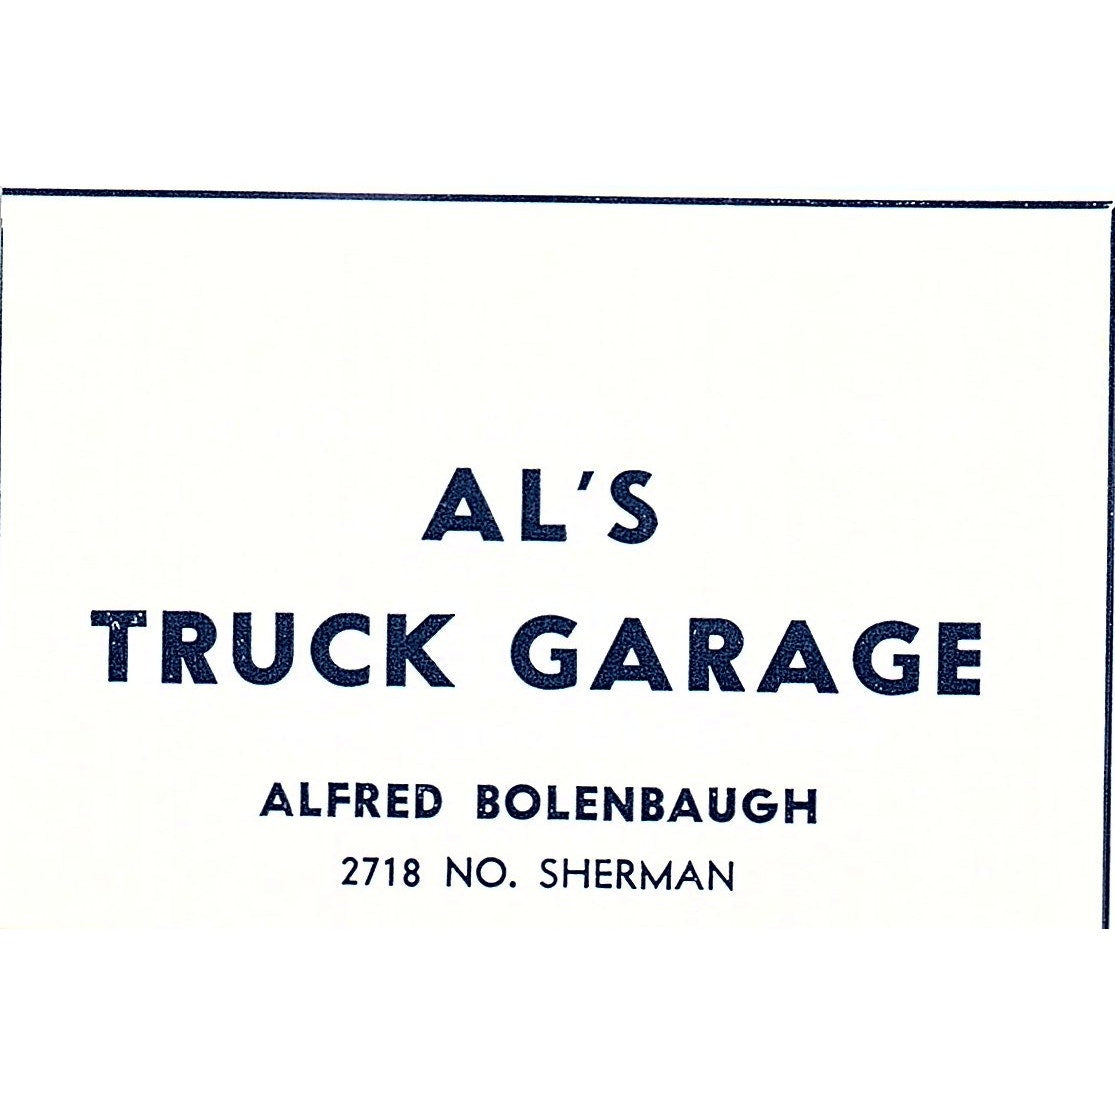 AL'S
TRUCK GARAGE
ALFRED BOLENBAUGH
2718 NO. SHERMAN